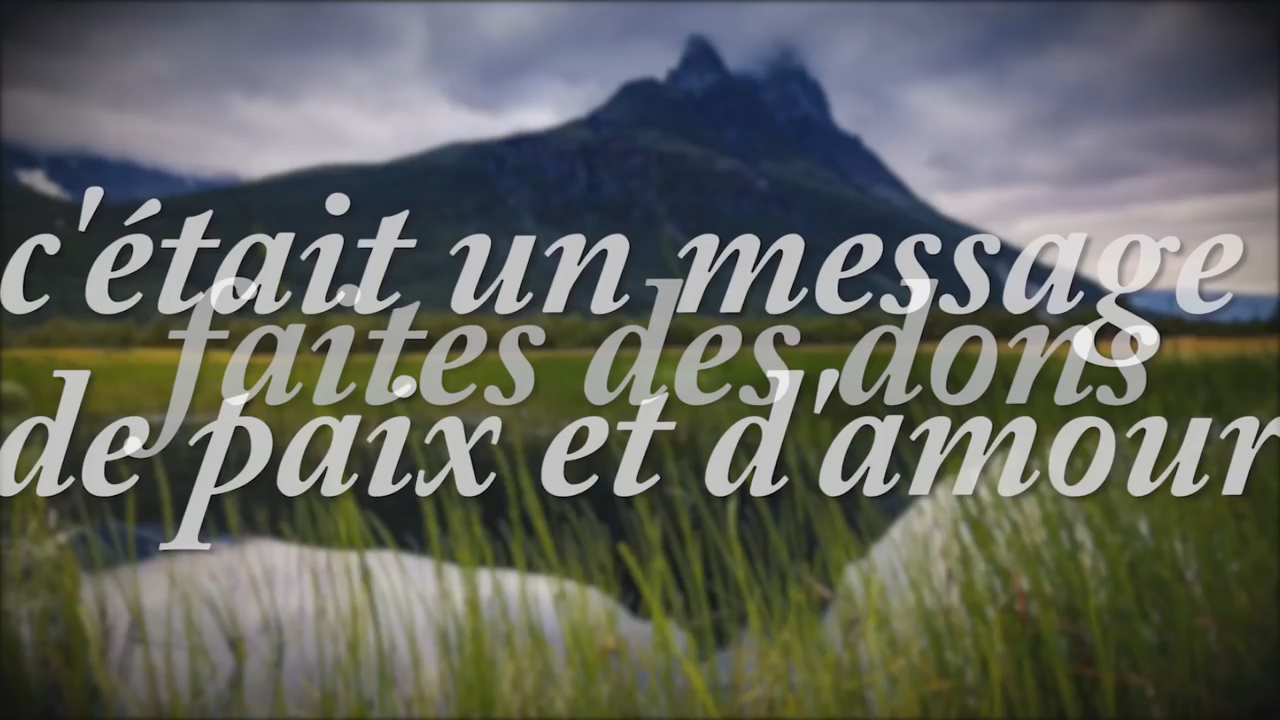 c'était un message
faites des dons
de paix et d'amour